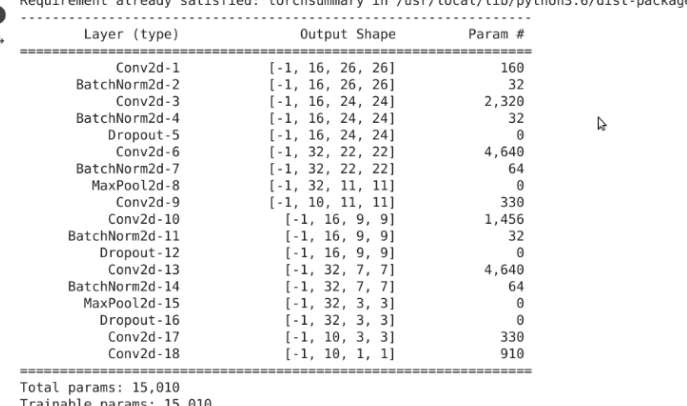 Requirement already satisfied: torchsummary in /usr/local/lib/python3.6/dist-package
----------------------------------------------------------------
Layer (type) Output Shape Param #
================================================================
Conv2d-1 [-1, 16, 26, 26] 160
BatchNorm2d-2 [-1, 16, 26, 26] 32
Conv2d-3 [-1, 16, 24, 24] 2,320
BatchNorm2d-4 [-1, 16, 24, 24] 32
Dropout-5 [-1, 16, 24, 24] 0
Conv2d-6 [-1, 32, 22, 22] 4,640
BatchNorm2d-7 [-1, 32, 22, 22] 64
MaxPool2d-8 [-1, 32, 11, 11] 0
Conv2d-9 [-1, 10, 11, 11] 330
Conv2d-10 [-1, 16, 9, 9] 1,456
BatchNorm2d-11 [-1, 16, 9, 9] 32
Dropout-12 [-1, 16, 9, 9] 0
Conv2d-13 [-1, 32, 7, 7] 4,640
BatchNorm2d-14 [-1, 32, 7, 7] 64
MaxPool2d-15 [-1, 32, 3, 3] 0
Dropout-16 [-1, 32, 3, 3] 0
Conv2d-17 [-1, 10, 3, 3] 330
Conv2d-18 [-1, 10, 1, 1] 910
================================================================
Total params: 15,010
Trainable params: 15,010